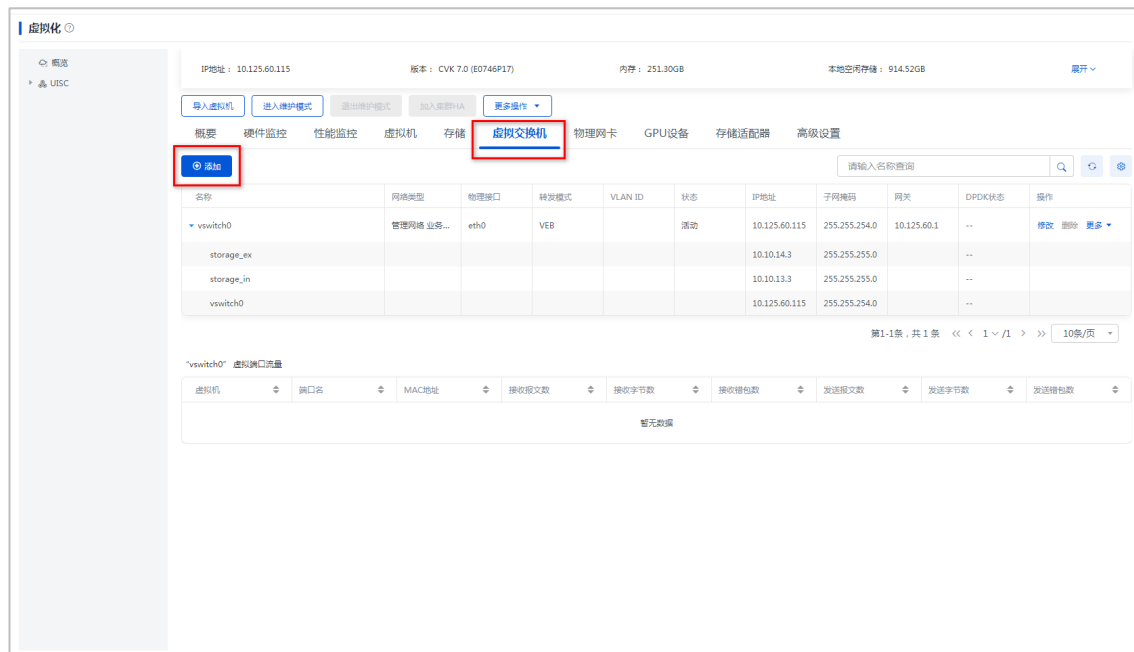 虚拟化
概览
UISC
IP地址： 10.125.60.115 版本： CVK 7.0 (E0746P17) 内存： 251.30GB 本地空闲存储： 914.52GB 展开
导入虚拟机 进入维护模式 退出维护模式 加入集群HA 更多操作
概要 硬件监控 性能监控 虚拟机 存储 虚拟交换机 物理网卡 GPU设备 存储适配器 高级设置
添加 请输入名称查询
名称 网络类型 物理接口 转发模式 VLAN ID 状态 IP地址 子网掩码 网关 DPDK状态 操作
vswitch0 管理网络 业务... eth0 VEB 活动 10.125.60.115 255.255.254.0 10.125.60.1 -- 修改 删除 更多
storage_ex 10.10.14.3 255.255.255.0 --
storage_in 10.10.13.3 255.255.255.0 --
vswitch0 10.125.60.115 255.255.254.0 --
第1-1条，共 1 条 << < 1 /1 > >> 10条/页
"vswitch0" 虚拟端口流量
虚拟机 端口名 MAC地址 接收报文数 接收字节数 接收错包数 发送报文数 发送字节数 发送错包数
暂无数据